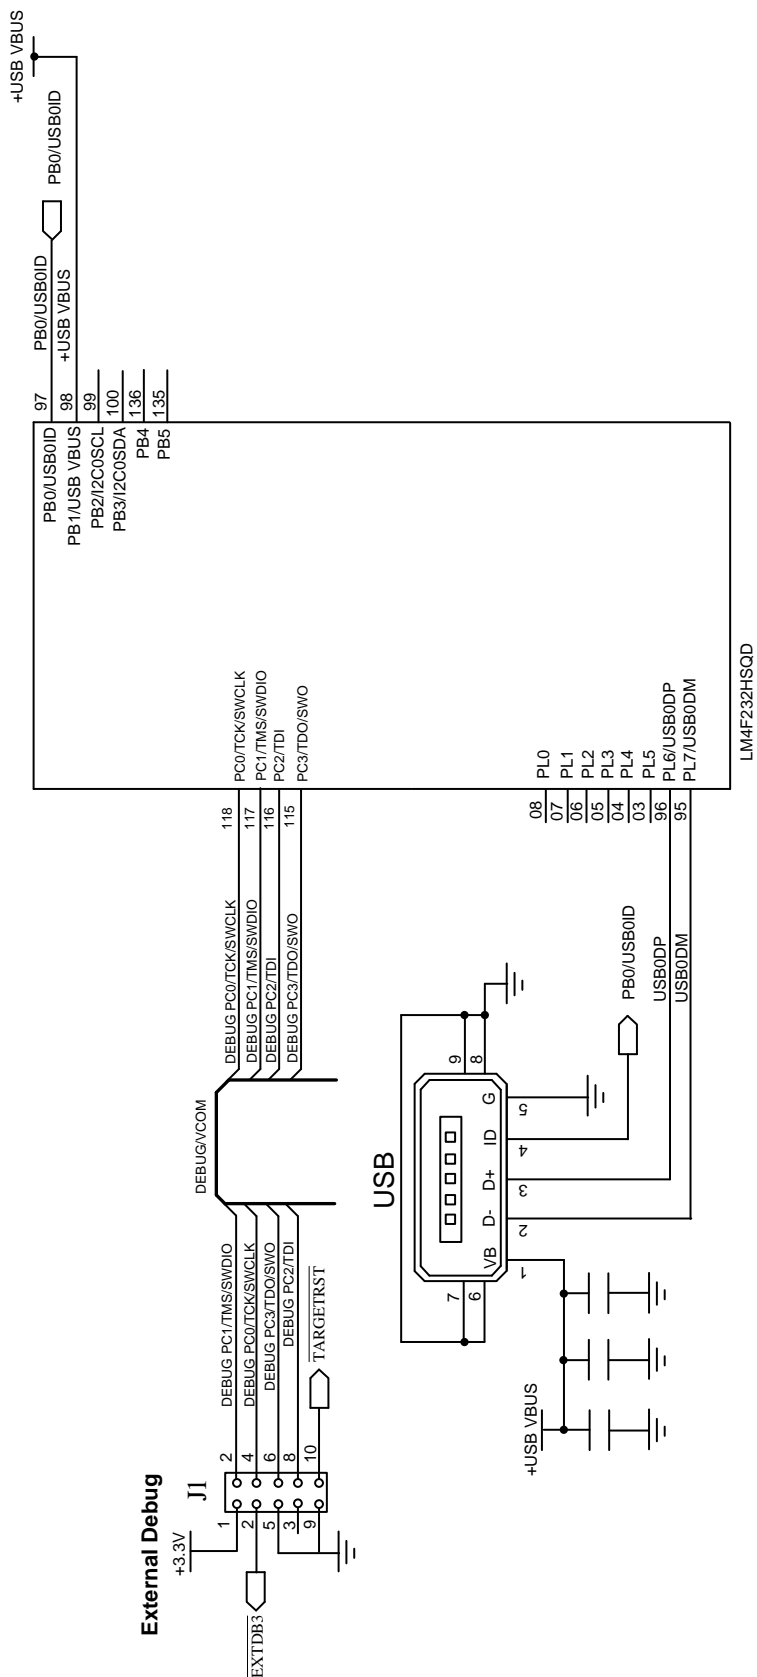 External Debug
J1
+3.3V
EXTDB3
1
2
5
3
9
2
4
6
8
10
TARGETRST
DEBUG PC1/TMS/SWDIO
DEBUG PC0/TCK/SWCLK
DEBUG PC3/TDO/SWO
DEBUG PC2/TDI
DEBUG/VCOM
DEBUG PC0/TCK/SWCLK
DEBUG PC1/TMS/SWDIO
DEBUG PC2/TDI
DEBUG PC3/TDO/SWO
118
117
116
115
PC0/TCK/SWCLK
PC1/TMS/SWDIO
PC2/TDI
PC3/TDO/SWO
PB0/USB0ID
PB1/USB VBUS
PB2/I2C0SCL
PB3/I2C0SDA
PB4
PB5
97
98
99
100
136
135
PB0/USB0ID
+USB VBUS
PB0/USB0ID
+USB VBUS
USB
7
6
9
8
VB
D-
D+
ID
G
1
2
3
4
5
+USB VBUS
PB0/USB0ID
USB0DP
USB0DM
08
07
06
05
04
03
96
95
PL0
PL1
PL2
PL3
PL4
PL5
PL6/USB0DP
PL7/USB0DM
LM4F232HSQD